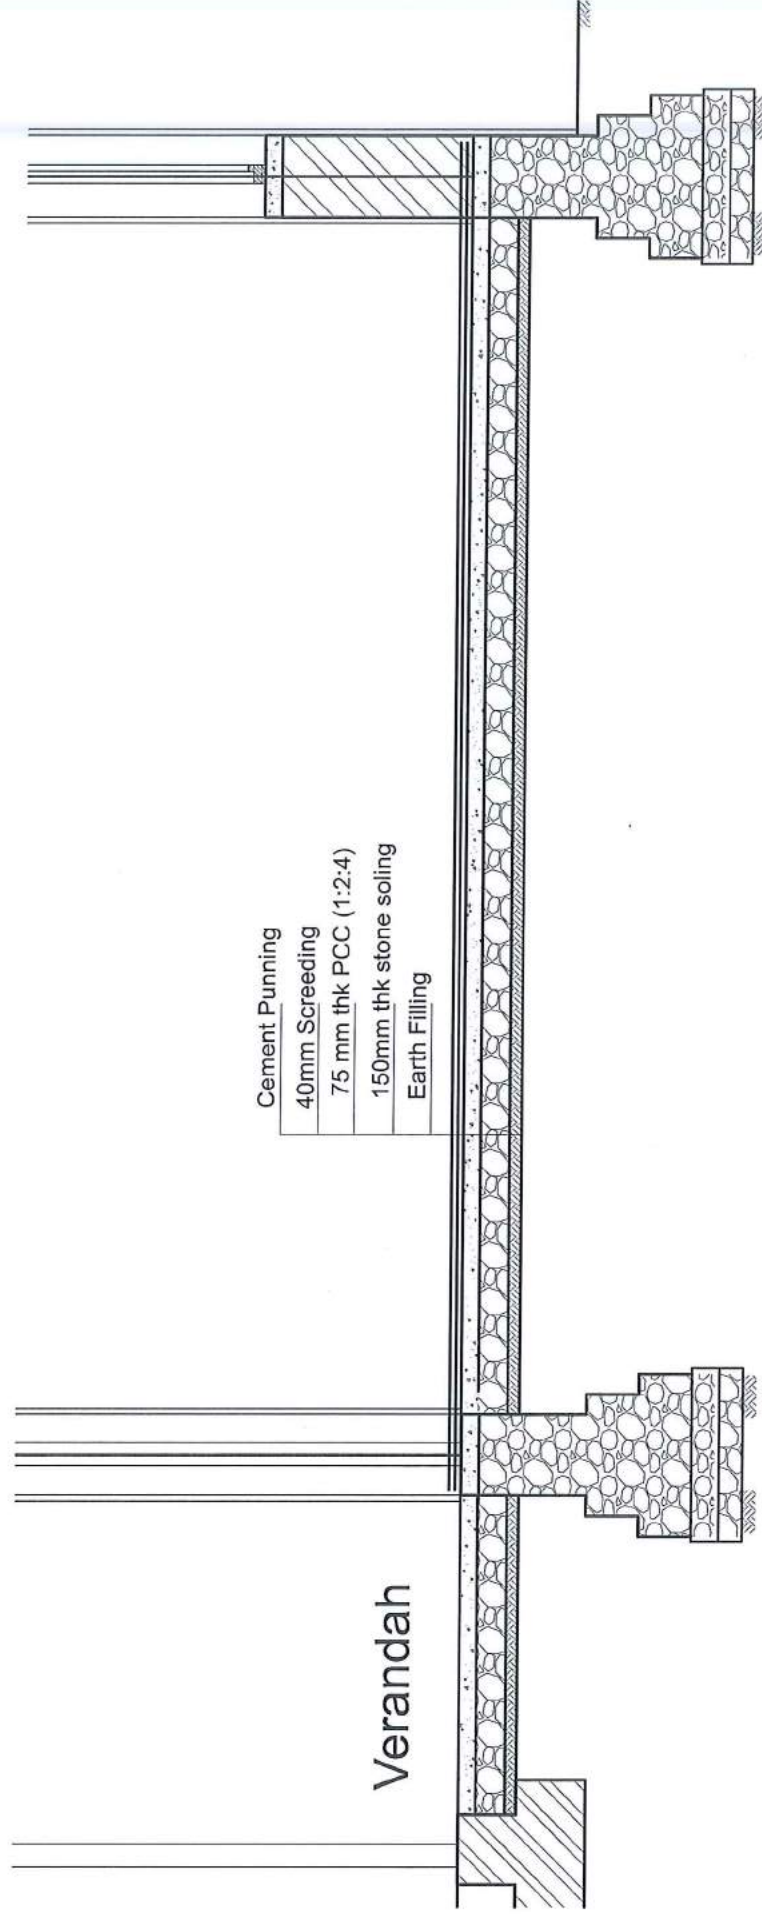 Cement Punning
40mm Screeding
75 mm thk PCC (1:2:4)
150mm thk stone soling
Earth Filling
Verandah